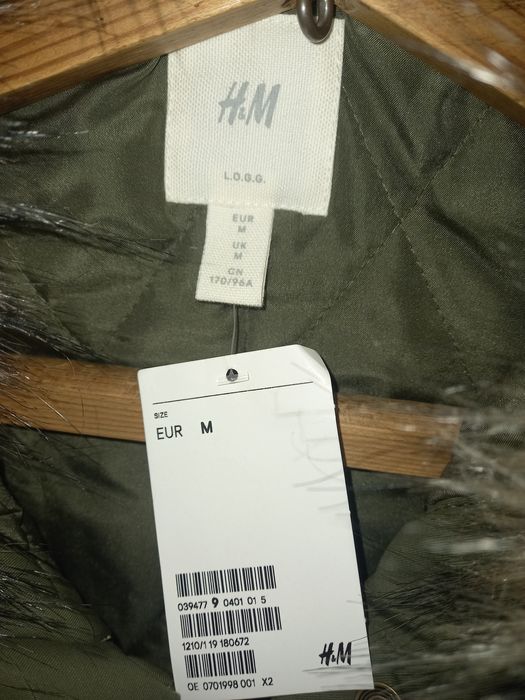 H&M
L.O.G.G.
EUR
M
UK
M
CN
170/96A
SIZE
EUR M
039477 9 0401 01 5
1210/1 19 180672
OE 0701998 001 X2
H&M